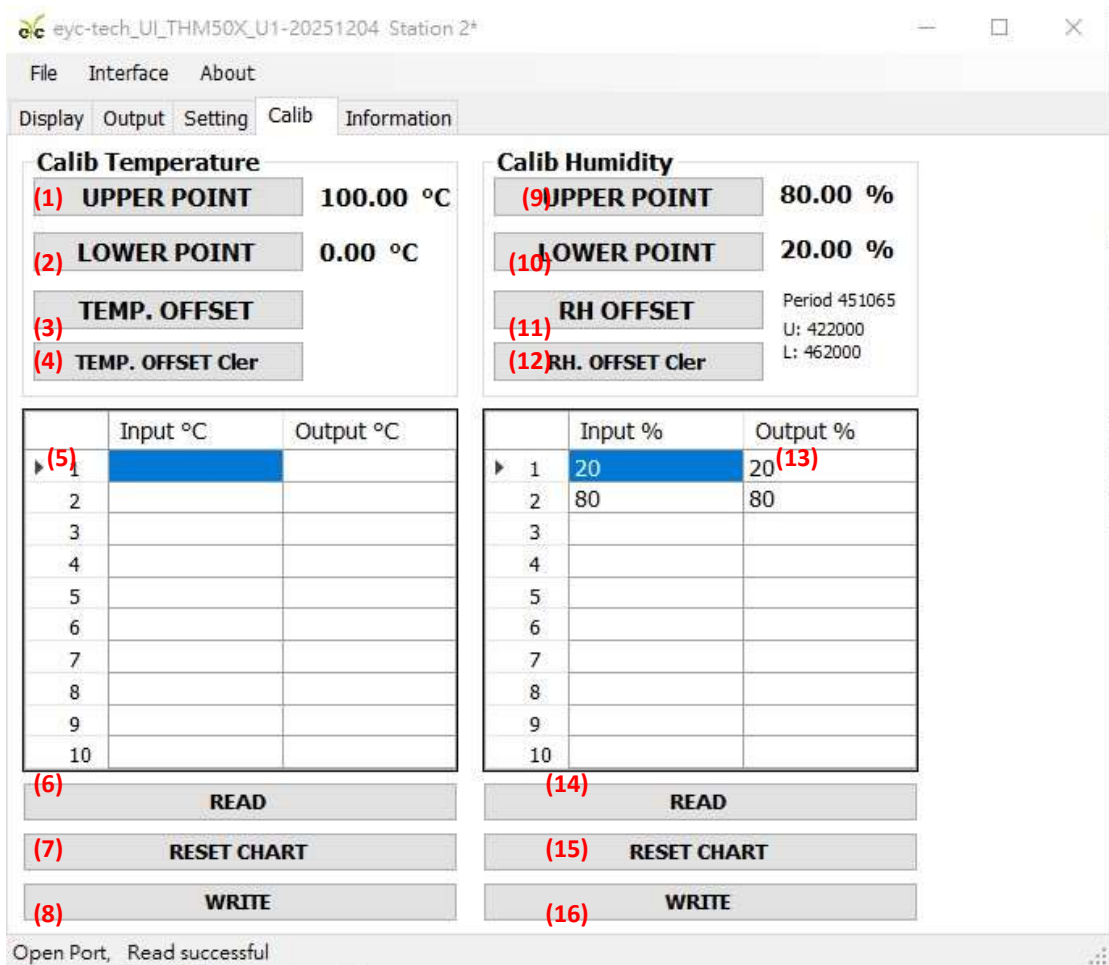 eyc-tech_UI_THM50X_U1-20251204 Station 2*
File Interface About
Display Output Setting Calib Information
Calib Temperature
(1) UPPER POINT 100.00 °C
(2) LOWER POINT 0.00 °C
(3) TEMP. OFFSET
(4) TEMP. OFFSET Cler
Calib Humidity
(9) UPPER POINT 80.00 %
(10) LOWER POINT 20.00 %
(11) RH OFFSET
Period 451065
U: 422000
L: 462000
(12) RH. OFFSET Cler
Input °C Output °C
(5) 1
2
3
4
5
6
7
8
9
10
(6) READ
(7) RESET CHART
(8) WRITE
Input % Output %
1 20 20 (13)
2 80 80
3
4
5
6
7
8
9
10
(14) READ
(15) RESET CHART
(16) WRITE
Open Port, Read successful